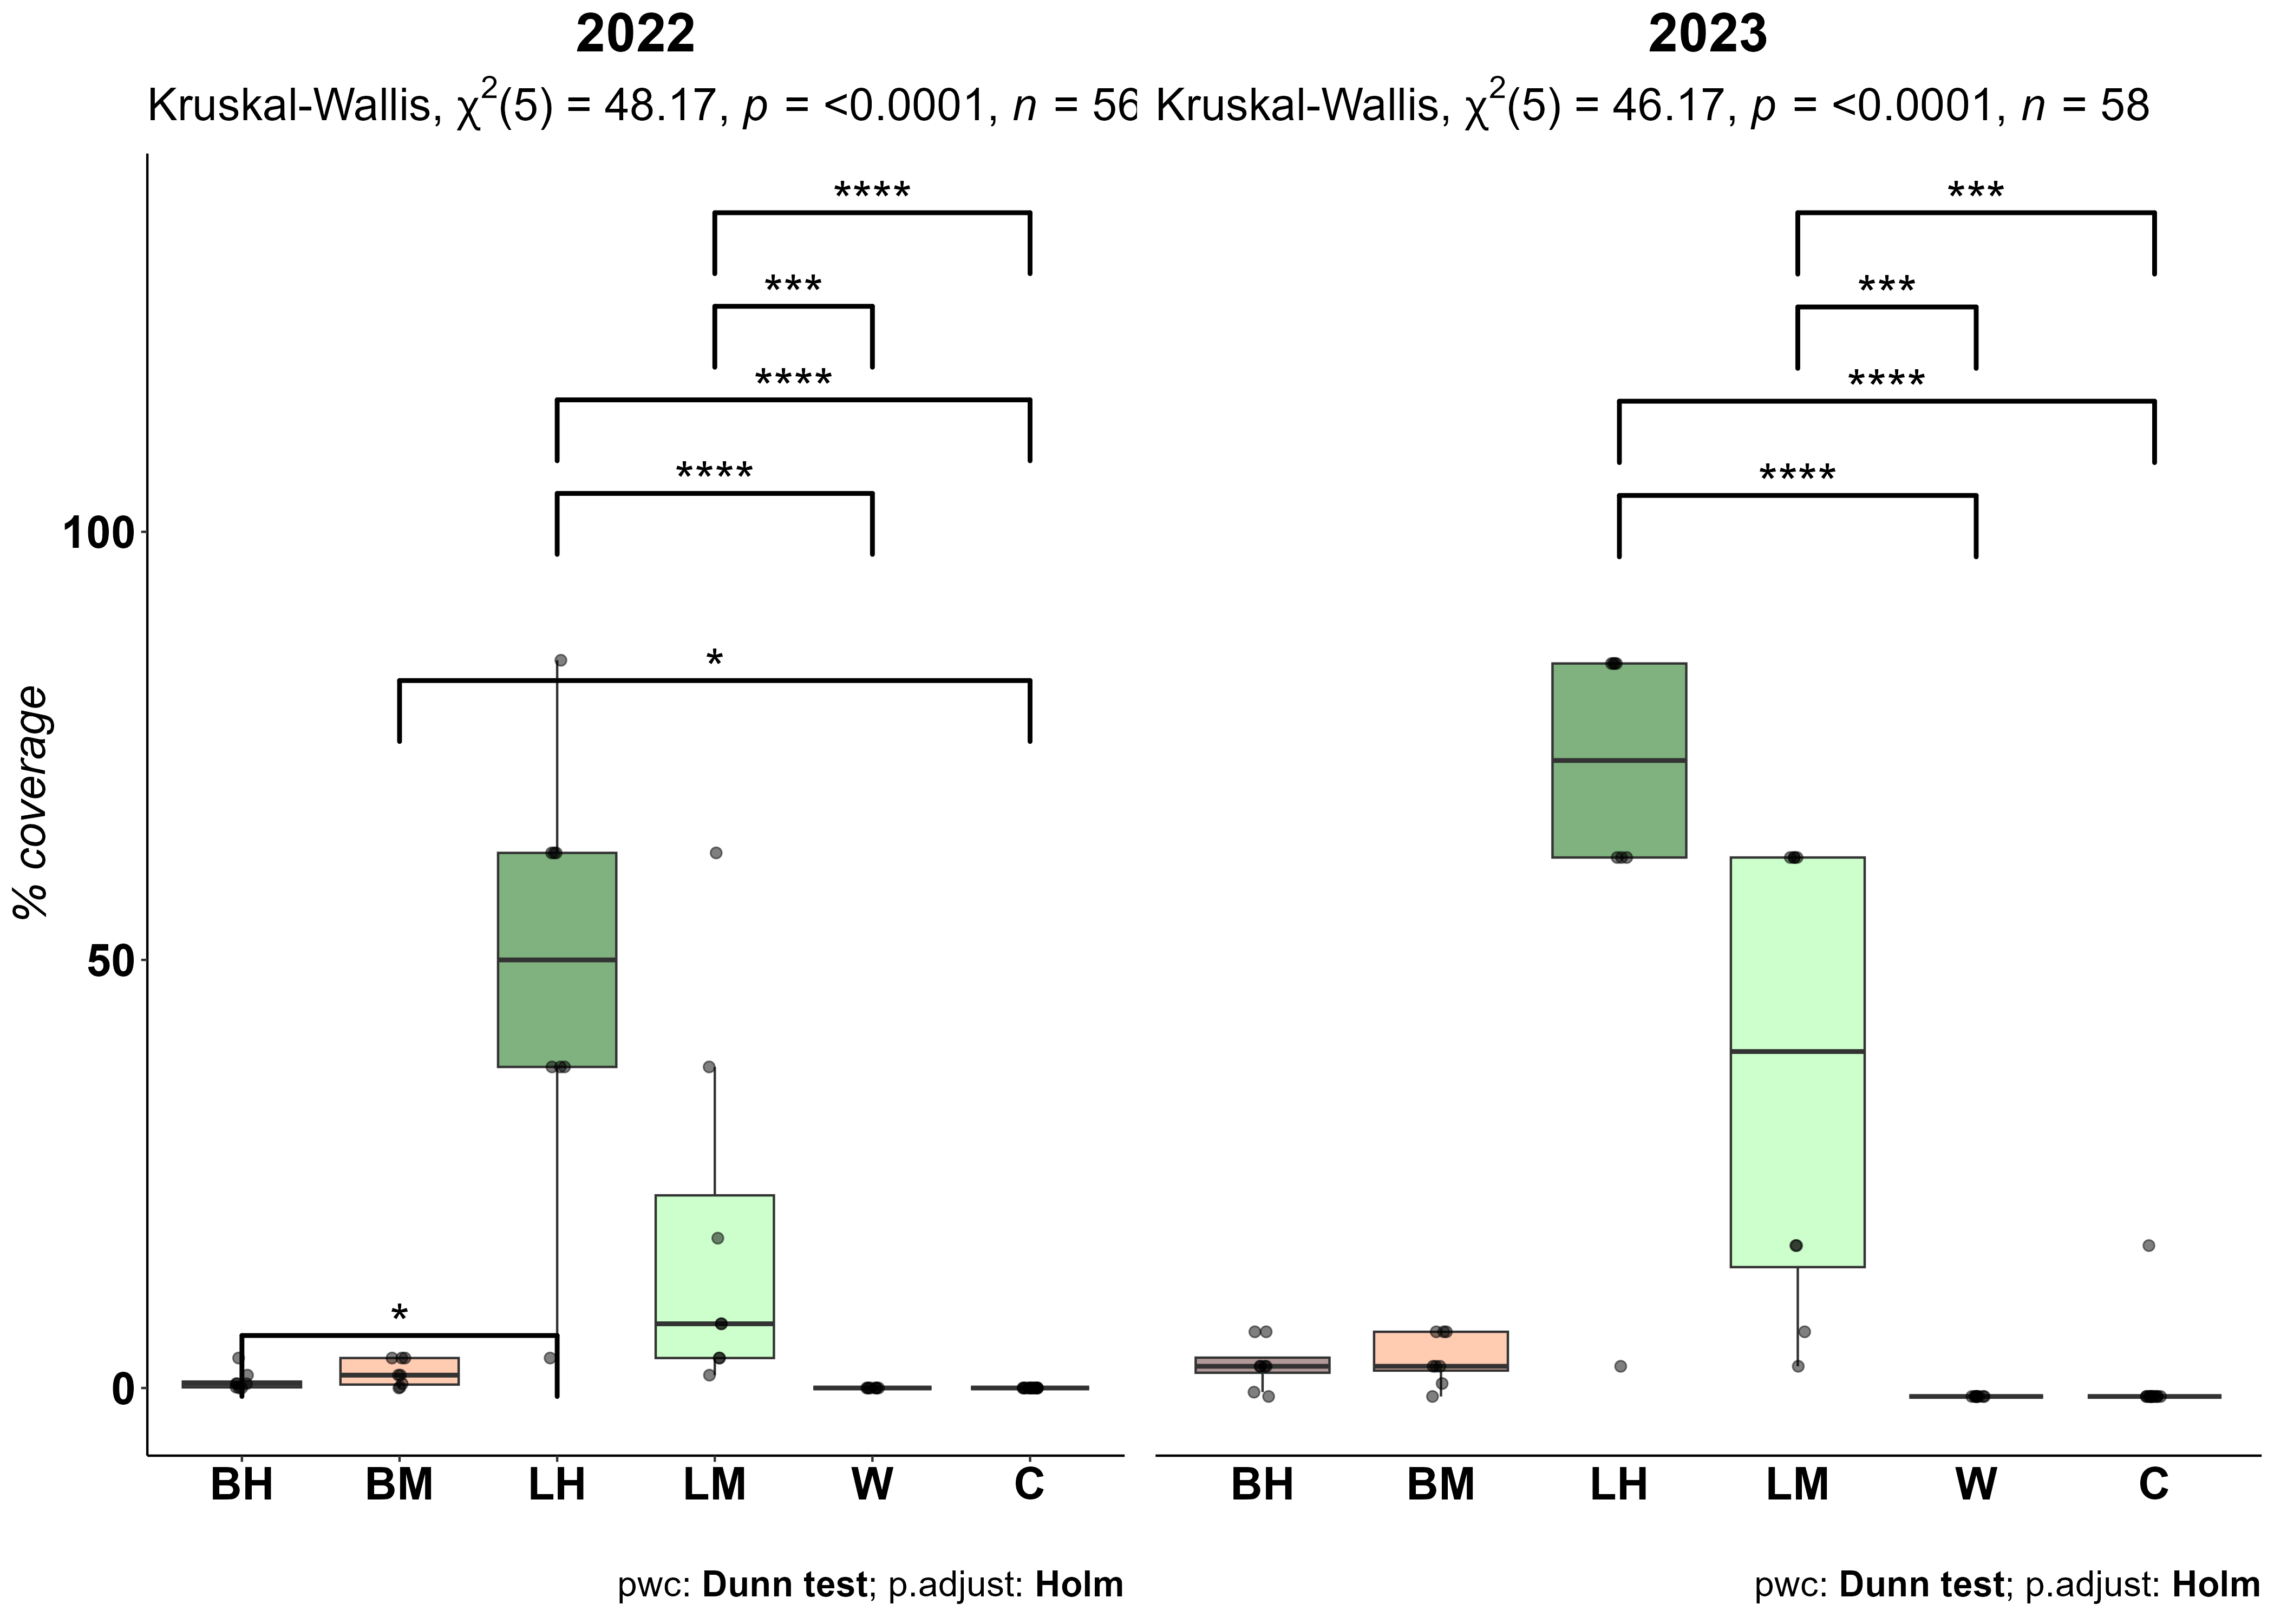 2022
Kruskal-Wallis, χ²(5) = 48.17, p = <0.0001, n = 56
****
***
****
****
*
*
100
50
0
% coverage
BH BM LH LM W C
pwc: Dunn test; p.adjust: Holm
2023
Kruskal-Wallis, χ²(5) = 46.17, p = <0.0001, n = 58
***
***
****
****
BH BM LH LM W C
pwc: Dunn test; p.adjust: Holm